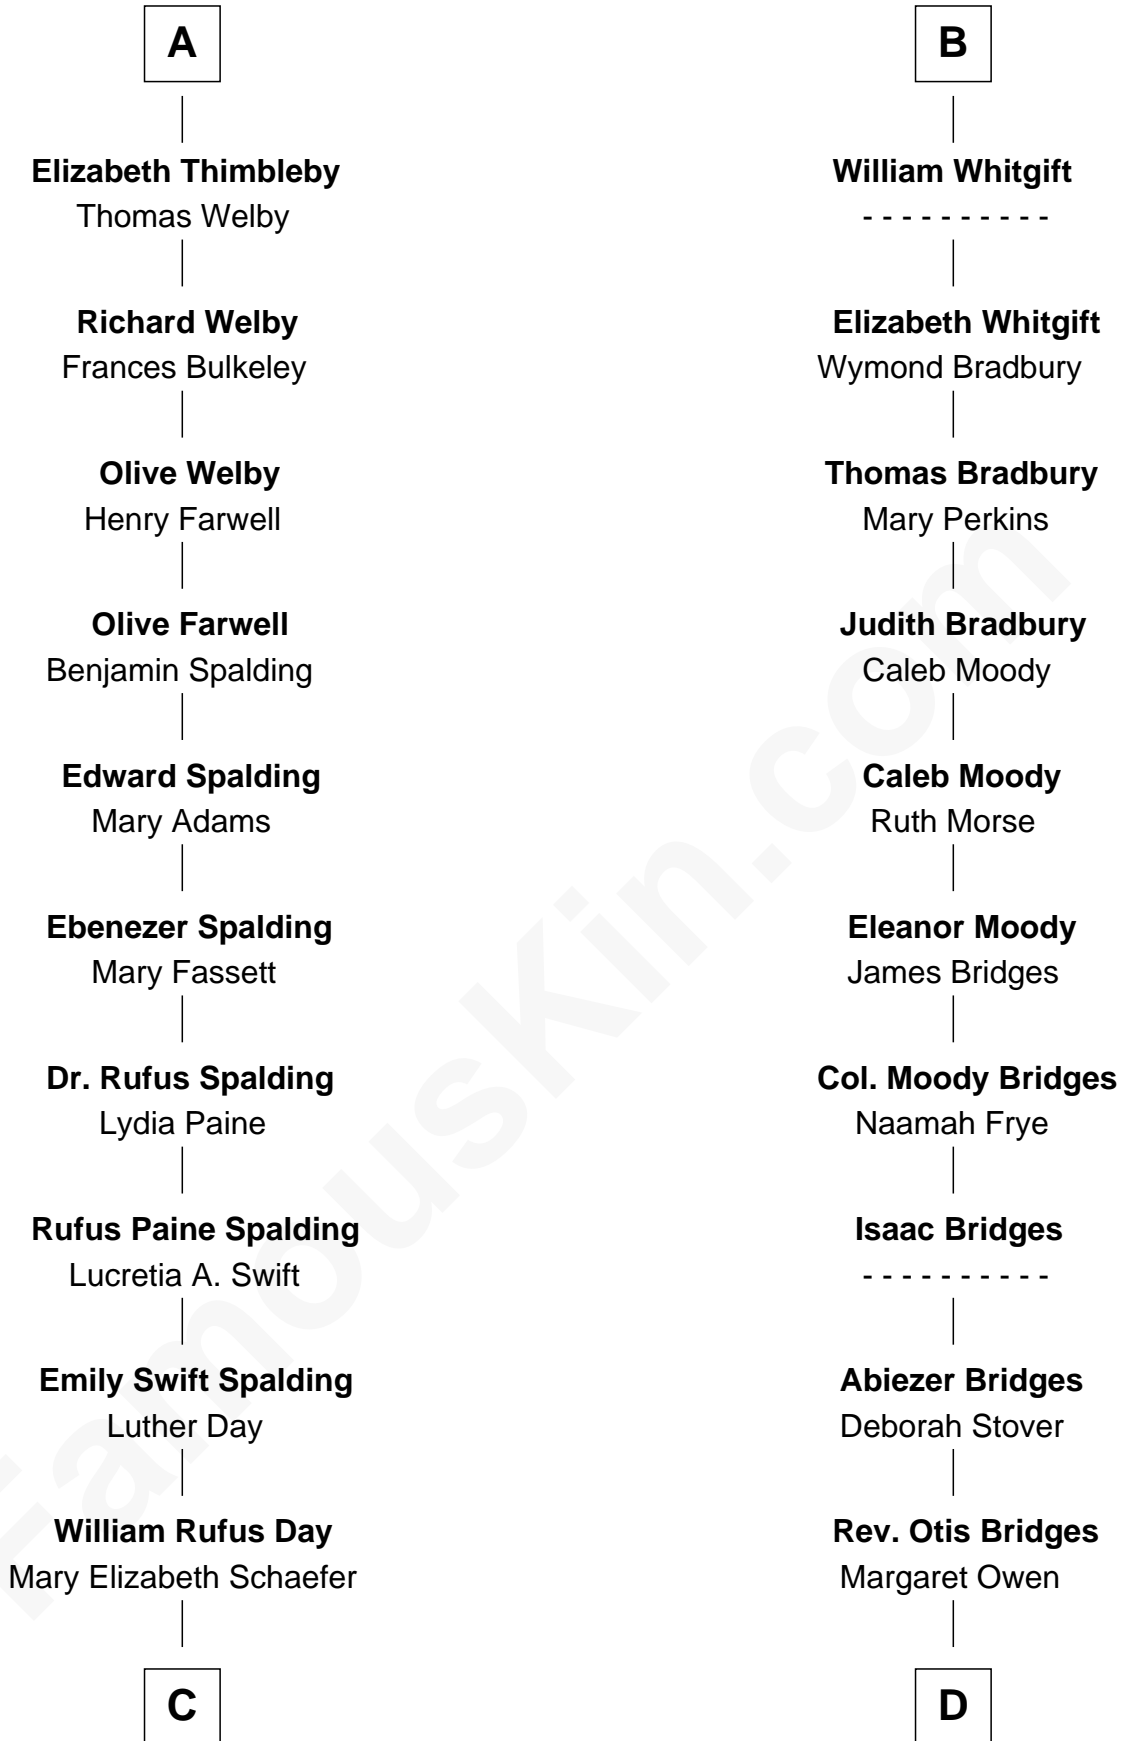 A
Elizabeth Thimbleby
Thomas Welby
Richard Welby
Frances Bulkeley
Olive Welby
Henry Farwell
Olive Farwell
Benjamin Spalding
Edward Spalding
Mary Adams
Ebenezer Spalding
Mary Fassett
Dr. Rufus Spalding
Lydia Paine
Rufus Paine Spalding
Lucretia A. Swift
Emily Swift Spalding
Luther Day
William Rufus Day
Mary Elizabeth Schaefer
C
B
William Whitgift
- - - - - - - - - -
Elizabeth Whitgift
Wymond Bradbury
Thomas Bradbury
Mary Perkins
Judith Bradbury
Caleb Moody
Caleb Moody
Ruth Morse
Eleanor Moody
James Bridges
Col. Moody Bridges
Naamah Frye
Isaac Bridges
- - - - - - - - - -
Abiezer Bridges
Deborah Stover
Rev. Otis Bridges
Margaret Owen
D
FamousKin.com